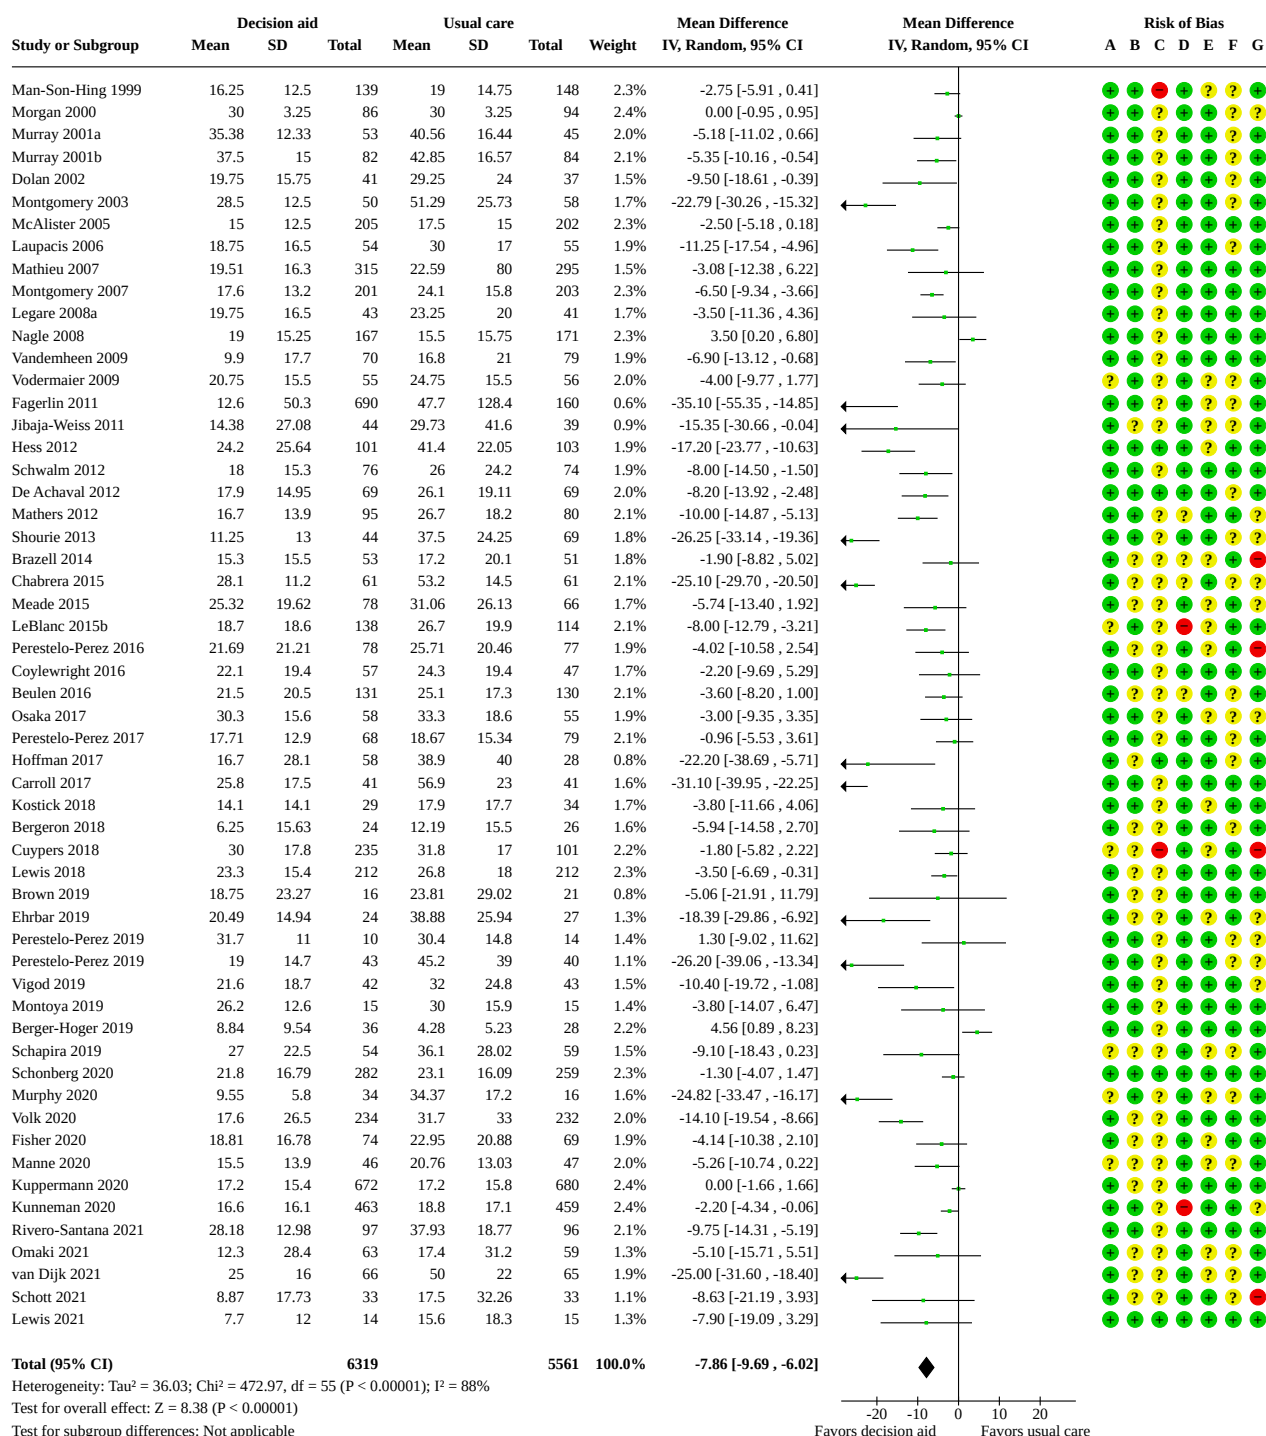 Decision aid Usual care Mean Difference Mean Difference Risk of Bias
Study or Subgroup Mean SD Total Mean SD Total Weight IV, Random, 95% CI IV, Random, 95% CI A B C D E F G
Man-Son-Hing 1999 16.25 12.5 139 19 14.75 148 2.3% -2.75 [-5.91 , 0.41] + + - + ? ? +
Morgan 2000 30 3.25 86 30 3.25 94 2.4% 0.00 [-0.95 , 0.95] + + ? + + ? ?
Murray 2001a 35.38 12.33 53 40.56 16.44 45 2.0% -5.18 [-11.02 , 0.66] + + ? + + ? +
Murray 2001b 37.5 15 82 42.85 16.57 84 2.1% -5.35 [-10.16 , -0.54] + + ? + + ? +
Dolan 2002 19.75 15.75 41 29.25 24 37 1.5% -9.50 [-18.61 , -0.39] + + ? + + ? +
Montgomery 2003 28.5 12.5 50 51.29 25.73 58 1.8% -22.79 [-30.26 , -15.32] + + ? + + ? +
McAlister 2005 15 12.5 205 17.5 15 202 2.3% -2.50 [-5.18 , 0.18] + + ? + + + +
Laupacis 2006 18.75 16.5 54 30 17 55 1.9% -11.25 [-17.54 , -4.96] + + ? + + ? +
Mathieu 2007 19.51 16.3 315 22.59 80 295 1.5% -3.08 [-12.38 , 6.22] + + ? + + + +
Montgomery 2007 17.6 13.2 201 24.1 15.8 203 2.3% -6.50 [-9.34 , -3.66] + + ? + + + +
Legare 2008a 19.75 16.5 43 23.25 20 41 1.7% -3.50 [-11.36 , 4.36] + + ? + + + +
Nagle 2008 19 15.25 167 15.5 15.75 171 2.3% 3.50 [0.20 , 6.80] + + ? + + + +
Vandemheen 2009 9.9 17.7 70 16.8 21 79 1.9% -6.90 [-13.12 , -0.68] + + ? + + + +
Vodermaier 2009 20.75 15.5 55 24.75 15.5 56 2.0% -4.00 [-9.77 , 1.77] ? + ? + ? ? +
Fagerlin 2011 12.6 50.3 690 47.7 128.4 160 0.6% -35.10 [-55.35 , -14.85] + + ? + ? ? +
Jibaja-Weiss 2011 14.38 27.08 44 29.73 41.6 39 0.9% -15.35 [-30.66 , -0.04] + ? ? + ? ? +
Hess 2012 24.2 25.64 101 41.4 22.05 103 1.9% -17.20 [-23.77 , -10.63] + + + + ? + +
Schwalm 2012 18 15.3 76 26 24.2 74 1.9% -8.00 [-14.50 , -1.50] + + ? + + + +
De Achaval 2012 17.9 14.95 69 26.1 19.11 69 2.0% -8.20 [-13.92 , -2.48] + + + + + ? +
Mathers 2012 16.7 13.9 95 26.7 18.2 80 2.1% -10.00 [-14.87 , -5.13] + + ? ? + + ?
Shourie 2013 11.25 13 44 37.5 24.25 69 1.8% -26.25 [-33.14 , -19.36] + + ? + + ? ?
Brazell 2014 15.3 15.5 53 17.2 20.1 51 1.8% -1.90 [-8.82 , 5.02] + ? ? ? ? + -
Chabrera 2015 28.1 11.2 61 53.2 14.5 61 2.1% -25.10 [-29.70 , -20.50] + ? ? ? + ? ?
Meade 2015 25.32 19.62 78 31.06 26.13 66 1.7% -5.74 [-13.40 , 1.92] + ? ? + ? + ?
LeBlanc 2015b 18.7 18.6 138 26.7 19.9 114 2.1% -8.00 [-12.79 , -3.21] ? + ? - ? + +
Perestelo-Perez 2016 21.69 21.21 78 25.71 20.46 77 1.9% -4.02 [-10.58 , 2.54] + ? ? + ? ? -
Coylewright 2016 22.1 19.4 57 24.3 19.4 47 1.7% -2.20 [-9.69 , 5.29] + + ? + + + +
Beulen 2016 21.5 20.5 131 25.1 17.3 130 2.1% -3.60 [-8.20 , 1.00] + ? ? ? + + +
Osaka 2017 30.3 15.6 58 33.3 18.6 55 1.9% -3.00 [-9.35 , 3.35] + ? ? + ? ? ?
Perestelo-Perez 2017 17.71 12.9 68 18.67 15.34 79 2.1% -0.96 [-5.53 , 3.61] + + ? + + + +
Hoffman 2017 16.7 28.1 58 38.9 40 28 0.8% -22.20 [-38.69 , -5.71] + ? + + + ? +
Carroll 2017 25.8 17.5 41 56.9 23 41 1.6% -31.10 [-39.95 , -22.25] + + ? + + + +
Kostick 2018 14.1 14.1 29 17.9 17.7 34 1.7% -3.80 [-11.66 , 4.06] + + ? + ? + +
Bergeron 2018 6.25 15.63 24 12.19 15.5 26 1.6% -5.94 [-14.58 , 2.70] + ? ? + + ? +
Cuypers 2018 30 17.8 235 31.8 17 101 2.2% -1.80 [-5.82 , 2.22] ? ? - + ? + -
Lewis 2018 23.3 15.4 212 26.8 18 212 2.3% -3.50 [-6.69 , -0.31] + ? ? + + + +
Brown 2019 18.75 23.27 16 23.81 29.02 21 0.8% -5.06 [-21.91 , 11.79] + + ? + + + +
Ehrbar 2019 20.49 14.94 24 38.88 25.94 27 1.3% -18.39 [-29.86 , -6.92] + + ? + ? + ?
Perestelo-Perez 2019 31.7 11 10 30.4 14.8 14 1.4% 1.30 [-9.02 , 11.62] + + ? + + ? ?
Perestelo-Perez 2019 19 14.7 43 45.2 39 40 1.1% -26.20 [-39.06 , -13.34] + + ? + + ? ?
Vigod 2019 21.6 18.7 42 32 24.8 43 1.5% -10.40 [-19.72 , -1.08] + + ? + + + ?
Montoya 2019 26.2 12.6 15 30 15.9 15 1.4% -3.80 [-14.07 , 6.47] + + ? + + + +
Berger-Hoger 2019 8.84 9.54 36 4.28 5.23 28 2.2% 4.56 [0.89 , 8.23] + + ? + + + +
Schapira 2019 27 22.5 54 36.1 28.02 59 1.5% -9.10 [-18.43 , 0.23] ? ? ? + ? ? +
Schonberg 2020 21.8 16.79 282 23.1 16.09 259 2.3% -1.30 [-4.07 , 1.47] + + + + + + +
Murphy 2020 9.55 5.8 34 34.37 17.2 16 1.6% -24.82 [-33.47 , -16.17] ? + ? + ? ? +
Volk 2020 17.6 26.5 234 31.7 33 232 2.0% -14.10 [-19.54 , -8.66] + ? ? + + + +
Fisher 2020 18.81 16.78 74 22.95 20.88 69 1.9% -4.14 [-10.38 , 2.10] + ? ? + ? + +
Manne 2020 15.5 13.9 46 20.76 13.03 47 2.0% -5.26 [-10.74 , 0.22] ? ? ? + ? ? +
Kuppermann 2020 17.2 15.4 672 17.2 15.8 680 2.4% 0.00 [-1.66 , 1.66] + ? ? + + + +
Kunneman 2020 16.6 16.1 463 18.8 17.1 459 2.4% -2.20 [-4.34 , -0.06] + + ? - + + ?
Rivero-Santana 2021 28.18 12.98 97 37.93 18.77 96 2.1% -9.75 [-14.31 , -5.19] + + ? + + + +
Omaki 2021 12.3 28.4 63 17.4 31.2 59 1.3% -5.10 [-15.71 , 5.51] + ? ? + ? ? +
van Dijk 2021 25 16 66 50 22 65 1.9% -25.00 [-31.60 , -18.40] + ? ? + ? ? +
Schott 2021 8.87 17.73 33 17.5 32.26 33 1.1% -8.63 [-21.19 , 3.93] + ? ? + + ? -
Lewis 2021 7.7 12 14 15.6 18.3 15 1.3% -7.90 [-19.09 , 3.29] + + + + + + +
Total (95% CI) 6319 5561 100.0% -7.86 [-9.69 , -6.02]
Heterogeneity: Tau² = 36.03; Chi² = 472.97, df = 55 (P < 0.00001); I² = 88%
Test for overall effect: Z = 8.38 (P < 0.00001)
-20 -10 0 10 20
Test for subgroup differences: Not applicable Favors decision aid Favors usual care